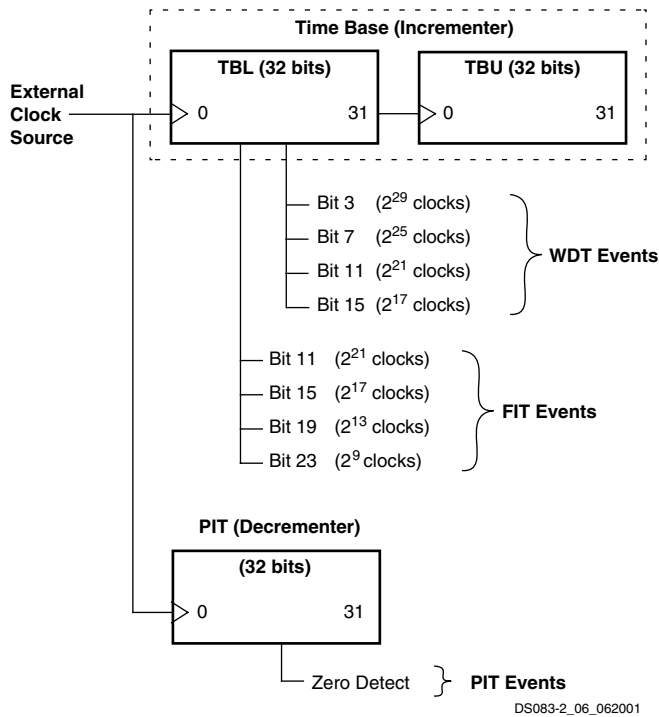 Time Base (Incrementer)
TBL (32 bits)
TBU (32 bits)
External
Clock
Source
0
31
0
31
Bit 3 (2^29 clocks)
Bit 7 (2^25 clocks)
Bit 11 (2^21 clocks)
Bit 15 (2^17 clocks)
WDT Events
Bit 11 (2^21 clocks)
Bit 15 (2^17 clocks)
Bit 19 (2^13 clocks)
Bit 23 (2^9 clocks)
FIT Events
PIT (Decrementer)
(32 bits)
0
31
Zero Detect
PIT Events
DS083-2_06_062001